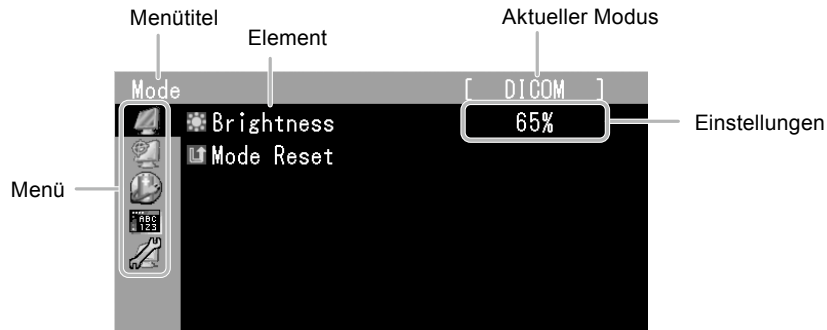 Menütitel
Element
Aktueller Modus
Mode
[ DICOM ]
Brightness
65%
Einstellungen
Mode Reset
Menü
ABC
123